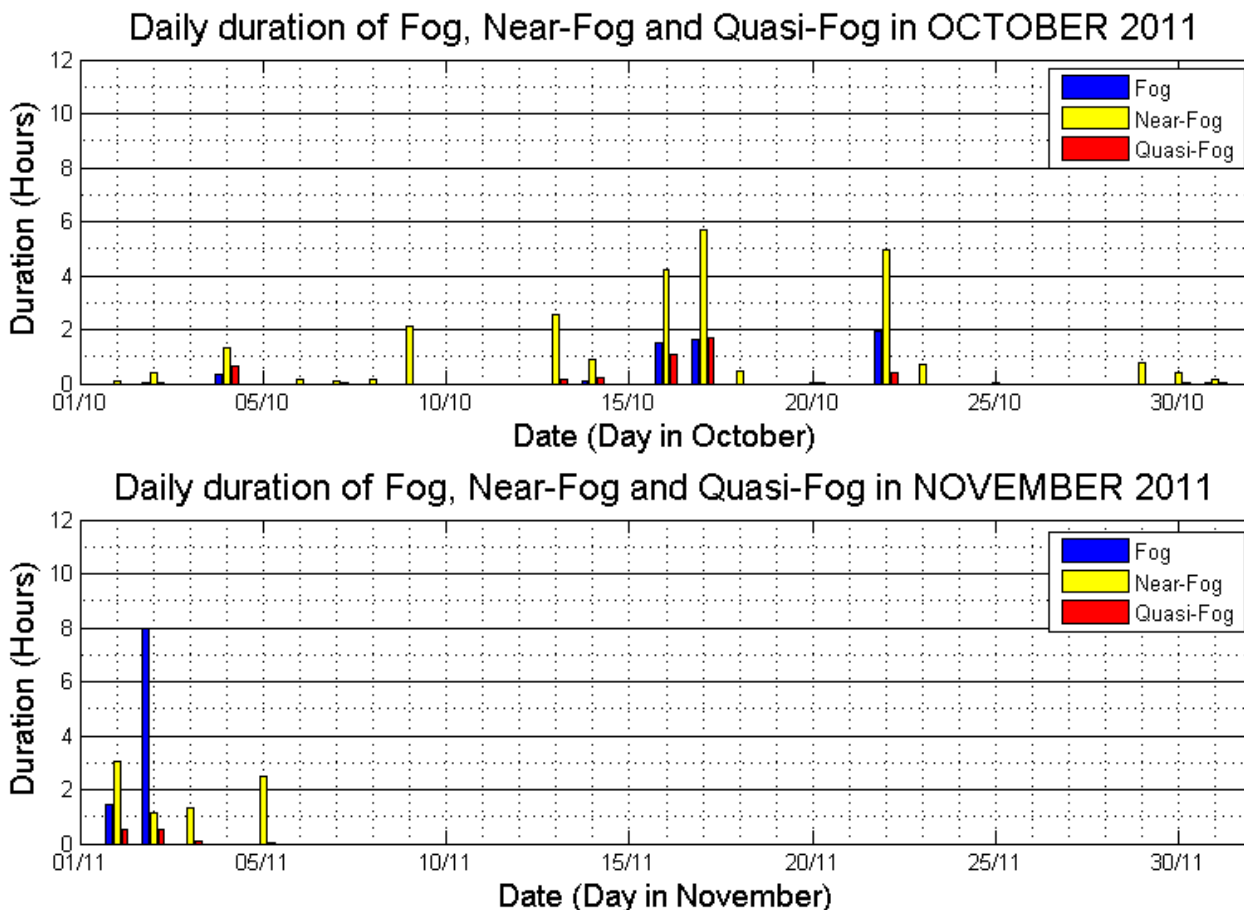 Daily duration of Fog, Near-Fog and Quasi-Fog in OCTOBER 2011
12
10
8
6
4
2
0
Duration (Hours)
Fog
Near-Fog
Quasi-Fog
01/10 05/10 10/10 15/10 20/10 25/10 30/10
Date (Day in October)
Daily duration of Fog, Near-Fog and Quasi-Fog in NOVEMBER 2011
12
10
8
6
4
2
0
Duration (Hours)
Fog
Near-Fog
Quasi-Fog
01/11 05/11 10/11 15/11 20/11 25/11 30/11
Date (Day in November)